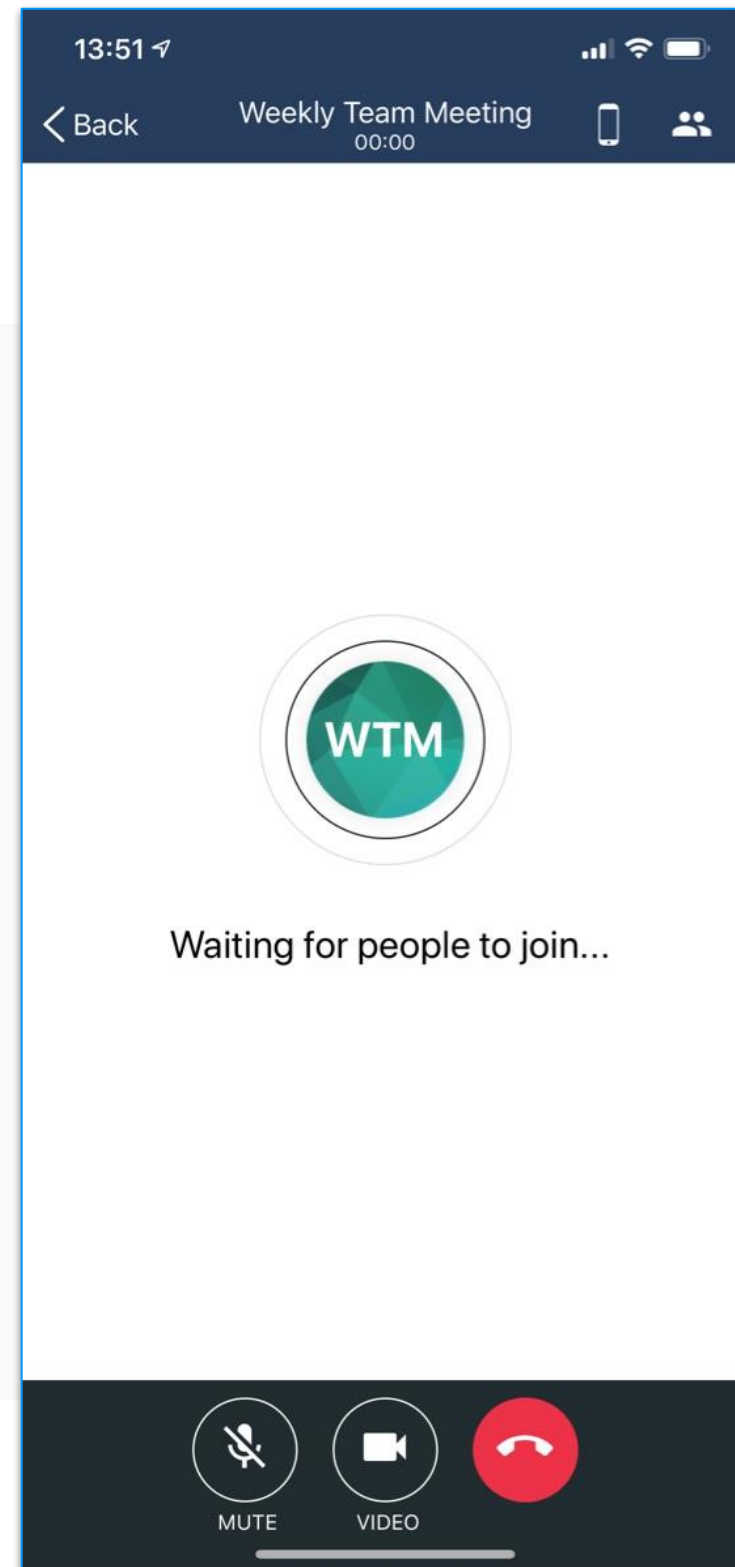 13:51
Back
Weekly Team Meeting
00:00
WTM
Waiting for people to join...
MUTE
VIDEO